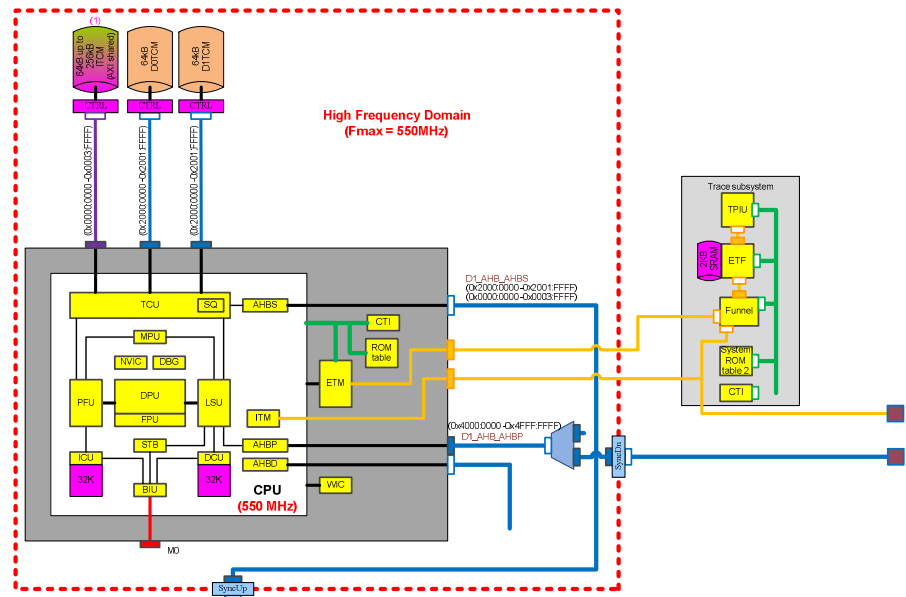 (1)
64kB up to
256kB
ITCM
(AXI shared)
64kB
D0TCM
64kB
D1TCM
CTRL
CTRL
CTRL
(0x0000:0000 -0x0003:FFFF)
(0x2000:0000 -0x2001:FFFF)
(0x2000:0000 -0x2001:FFFF)
High Frequency Domain
(Fmax = 550MHz)
Trace subsystem
TPIU
2KB
SRAM
ETF
Funnel
System
ROM
table 2
CTI
D1_AHB_AHBS
(0x2000:0000 -0x2001:FFFF)
(0x0000:0000 -0x0003:FFFF)
TCU
SQ
AHBS
CTI
MPU
ROM
table
NVIC
DBG
ETM
PFU
DPU
LSU
FPU
ITM
(0x4000:0000 -0x4FFF:FFFF)
D1_AHB_AHBP
STB
AHBP
ICU
DCU
AHBD
SyncDn
32K
32K
BIU
CPU
(550 MHz)
WIC
M0
SyncUp